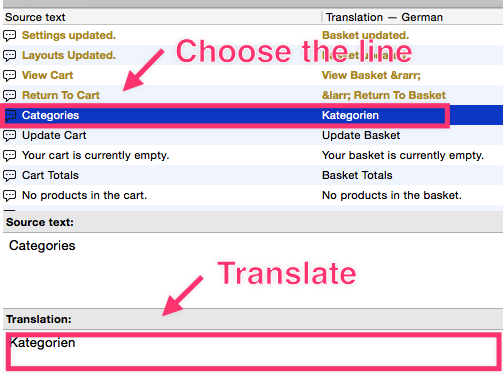 Source text Translation — German
Settings updated. Basket updated.
Layouts updated. Basket updated.
View Cart View Basket &rarr;
Return To Cart &larr; Return To Basket
Choose the line
Categories Kategorien
Update Cart Update Basket
Your cart is currently empty. Your basket is currently empty.
Cart Totals Basket Totals
No products in the cart. No products in the basket.
Source text:
Categories
Translate
Translation:
Kategorien